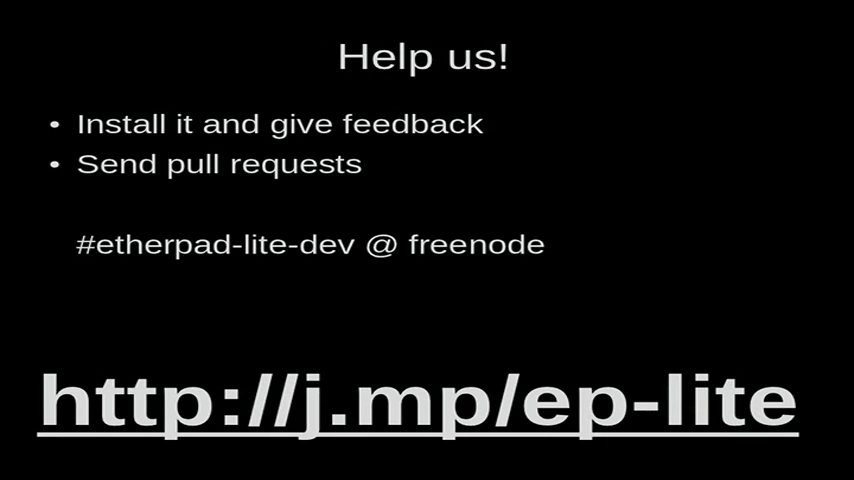 Help us!
• Install it and give feedback
• Send pull requests
#etherpad-lite-dev @ freenode
http://j.mp/ep-lite